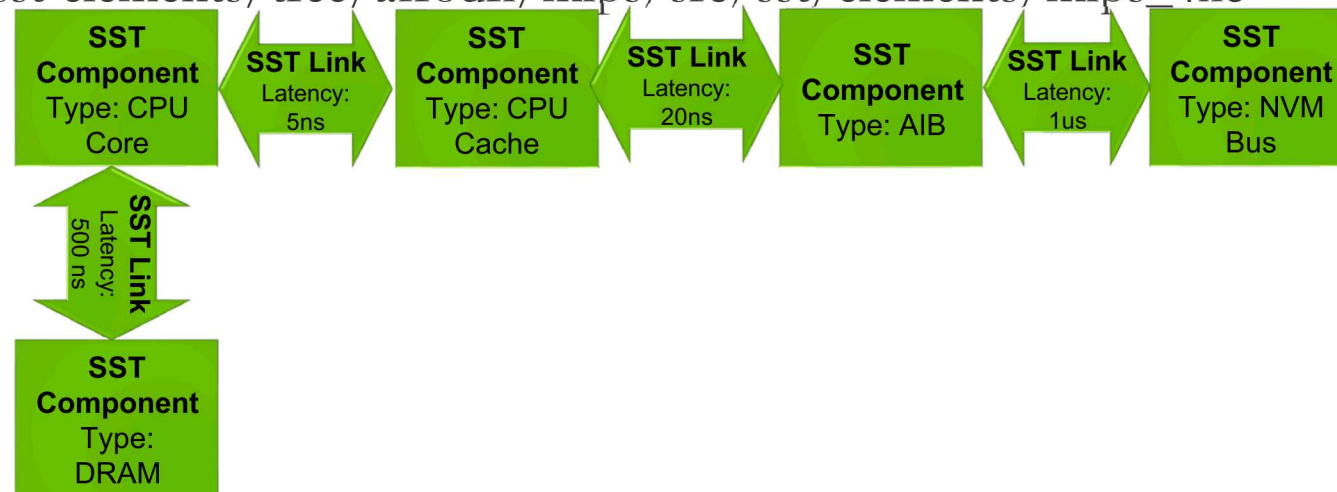 SST
Component
Type: CPU
Core
SST Link
Latency:
5ns
SST
Component
Type: CPU
Cache
SST Link
Latency:
20ns
SST
Component
Type: AIB
SST Link
Latency:
1us
SST
Component
Type: NVM
Bus
SST Link
Latency:
500 ns
SST
Component
Type:
DRAM